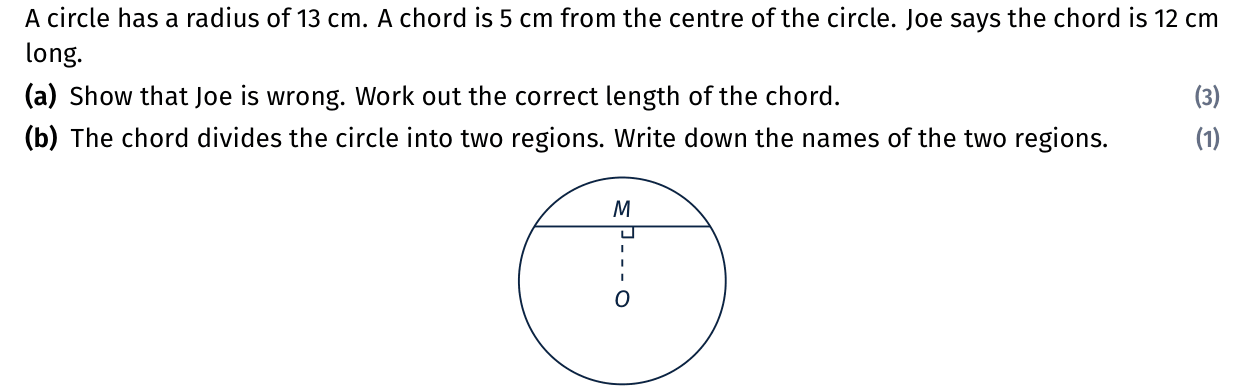 A circle has a radius of 13 cm. A chord is 5 cm from the centre of the circle. Joe says the chord is 12 cm
long.
(a) Show that Joe is wrong. Work out the correct length of the chord. (3)
(b) The chord divides the circle into two regions. Write down the names of the two regions. (1)
M
O